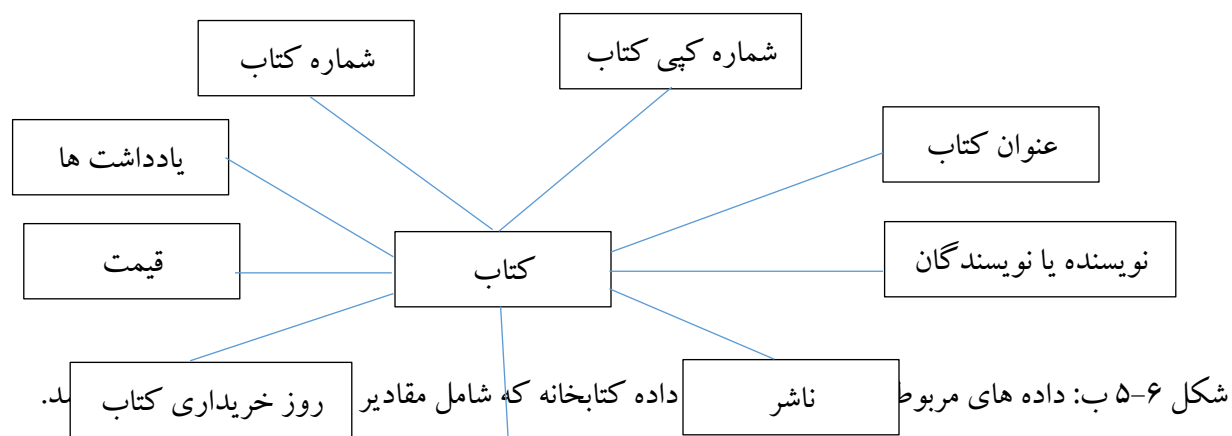 شماره کپی کتاب
شماره کتاب
عنوان کتاب
یادداشت ها
کتاب
نویسنده یا نویسندگان
قیمت
ناشر
روز خریداری کتاب
شکل ۶–۵ ب: داده های داده کتابخانه که شامل مقادیر